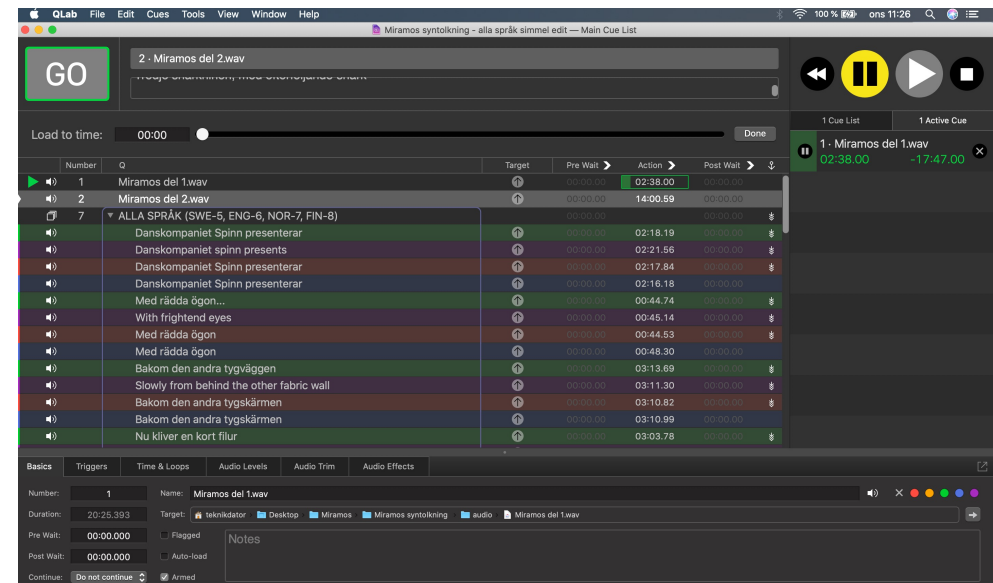 QLab File Edit Cues Tools View Window Help 100 % ons 11:26
Miramos syntolkning - alla språk simmel edit — Main Cue List
GO
2 · Miramos del 2.wav
Load to time: 00:00 Done
1 Cue List 1 Active Cue
1 · Miramos del 1.wav
02:38.00 -17:47.00
Number Q Target Pre Wait Action Post Wait
1 Miramos del 1.wav 00:00.00 02:38.00 00:00.00
2 Miramos del 2.wav 00:00.00 14:00.59 00:00.00
7 ALLA SPRÅK (SWE-5, ENG-6, NOR-7, FIN-8) 00:00.00 00:00.00
Danskompaniet Spinn presenterar 00:00.00 02:18.19 00:00.00
Danskompaniet spinn presents 00:00.00 02:21.56 00:00.00
Danskompaniet Spinn presenterar 00:00.00 02:17.84 00:00.00
Danskompaniet Spinn presenterar 00:00.00 02:16.18 00:00.00
Med rädda ögon... 00:00.00 00:44.74 00:00.00
With frightend eyes 00:00.00 00:45.14 00:00.00
Med rädda ögon 00:00.00 00:44.53 00:00.00
Med rädda ögon 00:00.00 00:48.30 00:00.00
Bakom den andra tygväggen 00:00.00 03:13.69 00:00.00
Slowly from behind the other fabric wall 00:00.00 03:11.30 00:00.00
Bakom den andra tygskärmen 00:00.00 03:10.82 00:00.00
Bakom den andra tygskärmen 00:00.00 03:10.99 00:00.00
Nu kliver en kort filur 00:00.00 03:03.78 00:00.00
Basics Triggers Time & Loops Audio Levels Audio Trim Audio Effects
Number: 1 Name: Miramos del 1.wav
Duration: 20:25.393 Target: teknikdator Desktop Miramos Miramos syntolkning audio Miramos del 1.wav
Pre Wait: 00:00.000 Flagged Notes
Post Wait: 00:00.000 Auto-load
Continue: Do not continue Armed